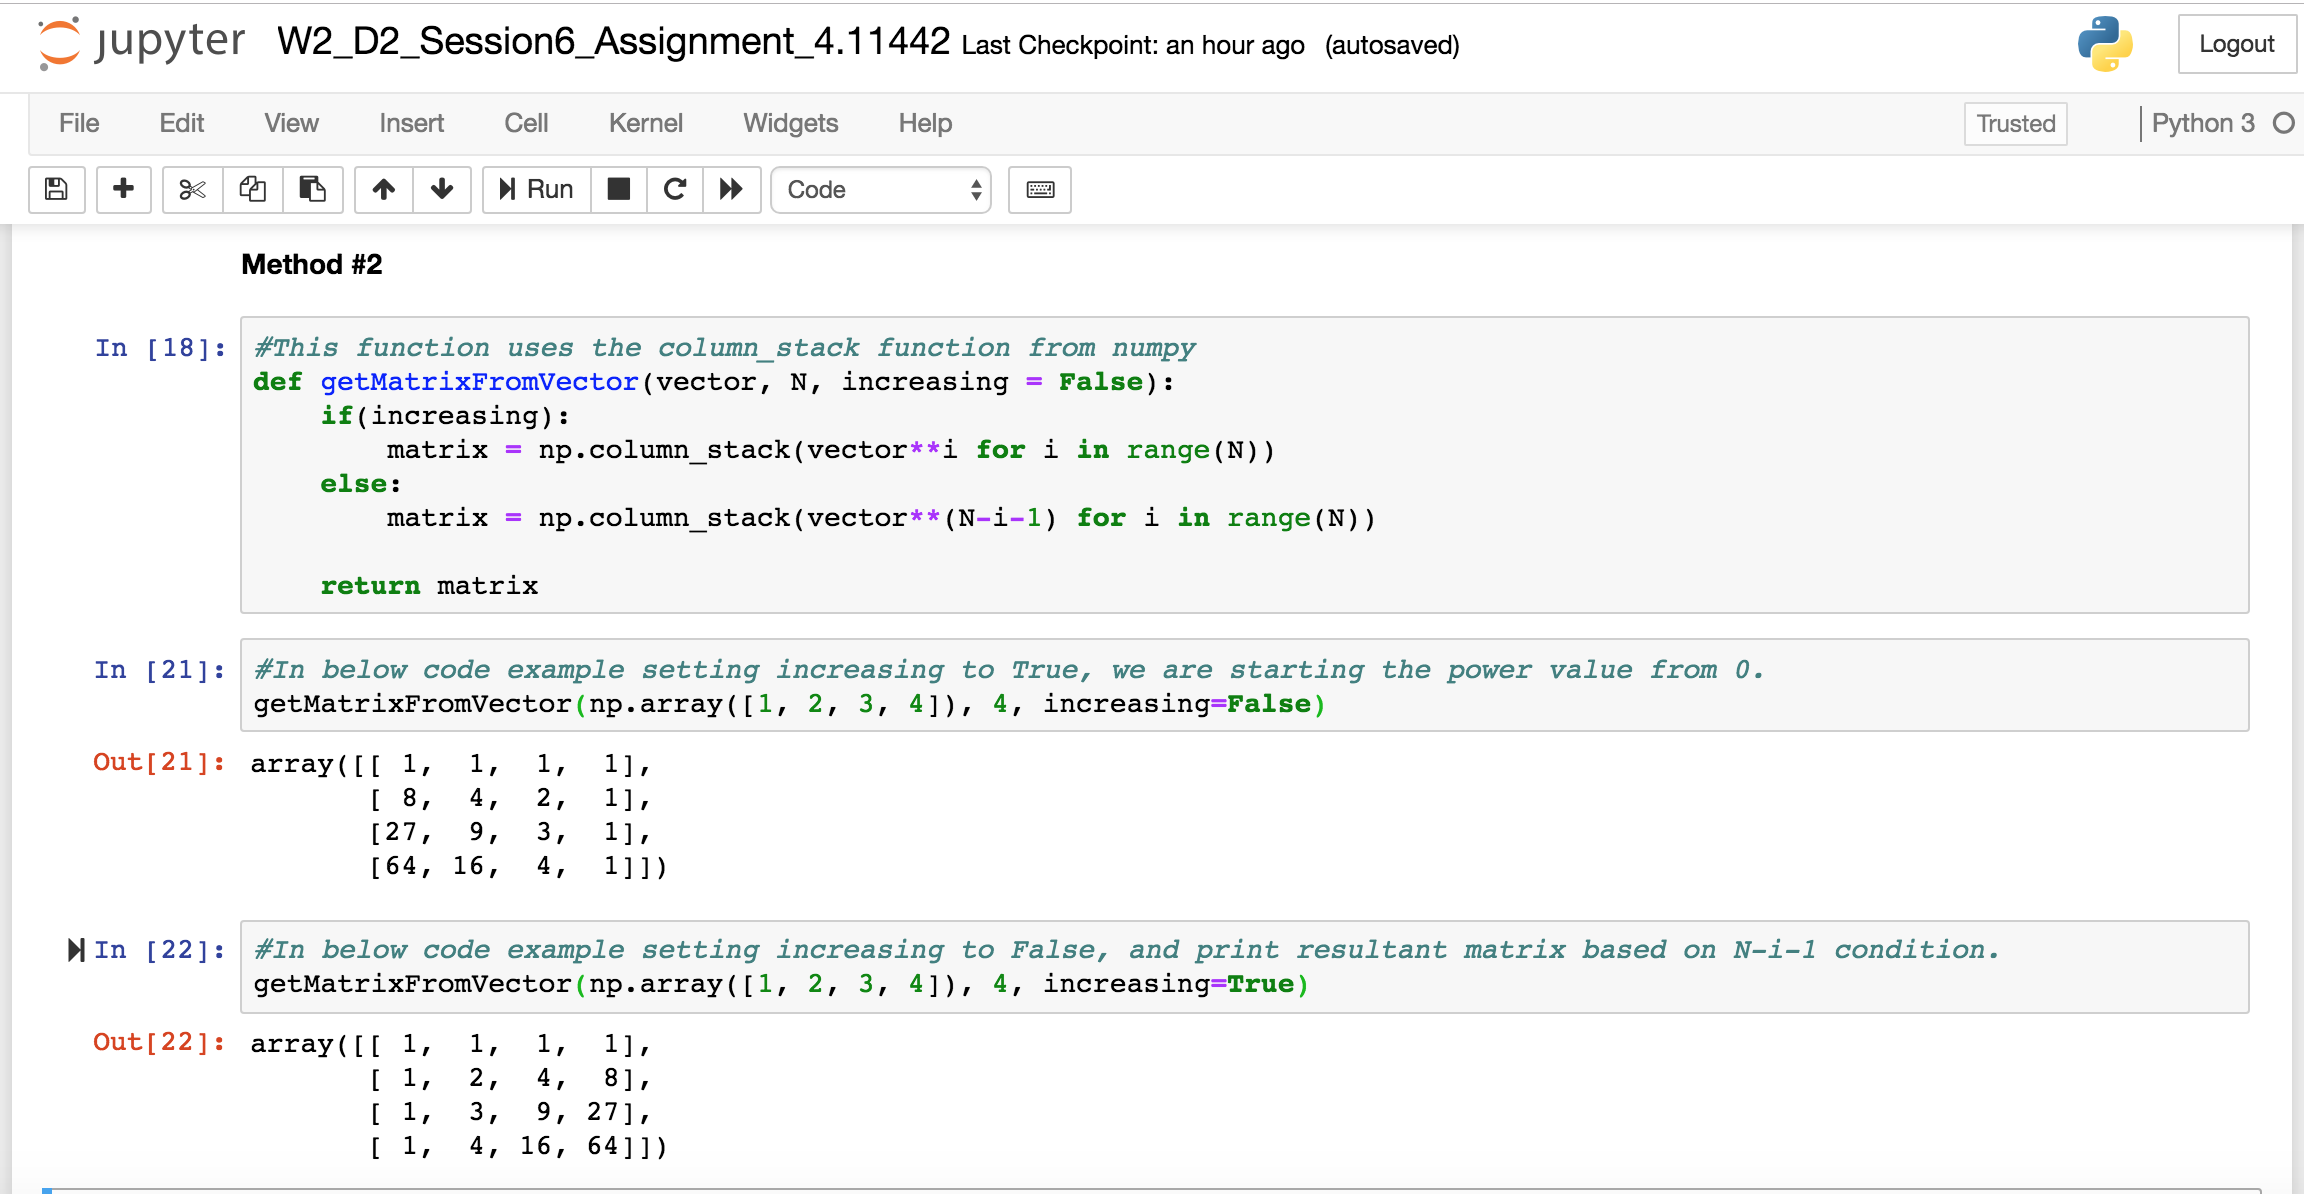 jupyter W2_D2_Session6_Assignment_4.11442 Last Checkpoint: an hour ago (autosaved) Logout
File Edit View Insert Cell Kernel Widgets Help Trusted Python 3
Run Code
Method #2
In [18]: #This function uses the column_stack function from numpy
def getMatrixFromVector(vector, N, increasing = False):
    if(increasing):
        matrix = np.column_stack(vector**i for i in range(N))
    else:
        matrix = np.column_stack(vector**(N-i-1) for i in range(N))
    return matrix
In [21]: #In below code example setting increasing to True, we are starting the power value from 0.
getMatrixFromVector(np.array([1, 2, 3, 4]), 4, increasing=False)
Out[21]: array([[ 1,  1,  1,  1],
       [ 8,  4,  2,  1],
       [27,  9,  3,  1],
       [64, 16,  4,  1]])
In [22]: #In below code example setting increasing to False, and print resultant matrix based on N-i-1 condition.
getMatrixFromVector(np.array([1, 2, 3, 4]), 4, increasing=True)
Out[22]: array([[ 1,  1,  1,  1],
       [ 1,  2,  4,  8],
       [ 1,  3,  9, 27],
       [ 1,  4, 16, 64]])